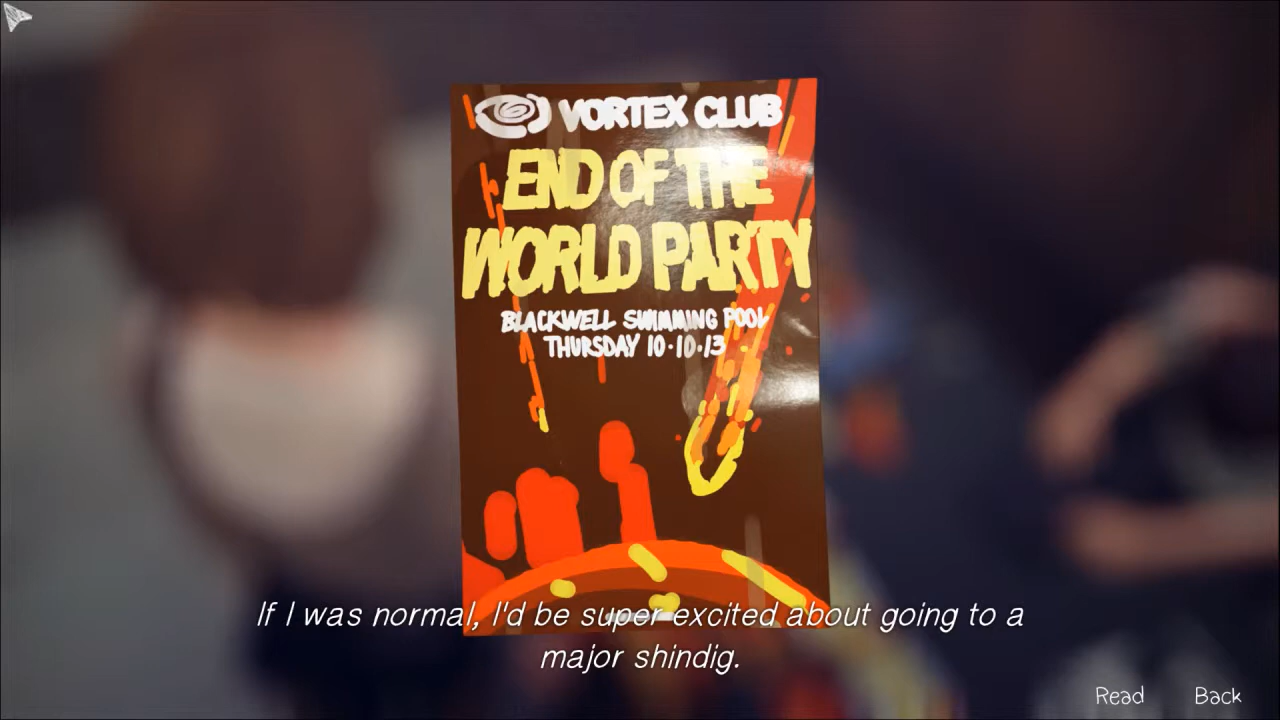 VORTEX CLUB
END OF THE
WORLD PARTY
BLACKWELL SWIMMING POOL
THURSDAY 10·10·13
If I was normal, I'd be super excited about going to a
major shindig.
Read Back